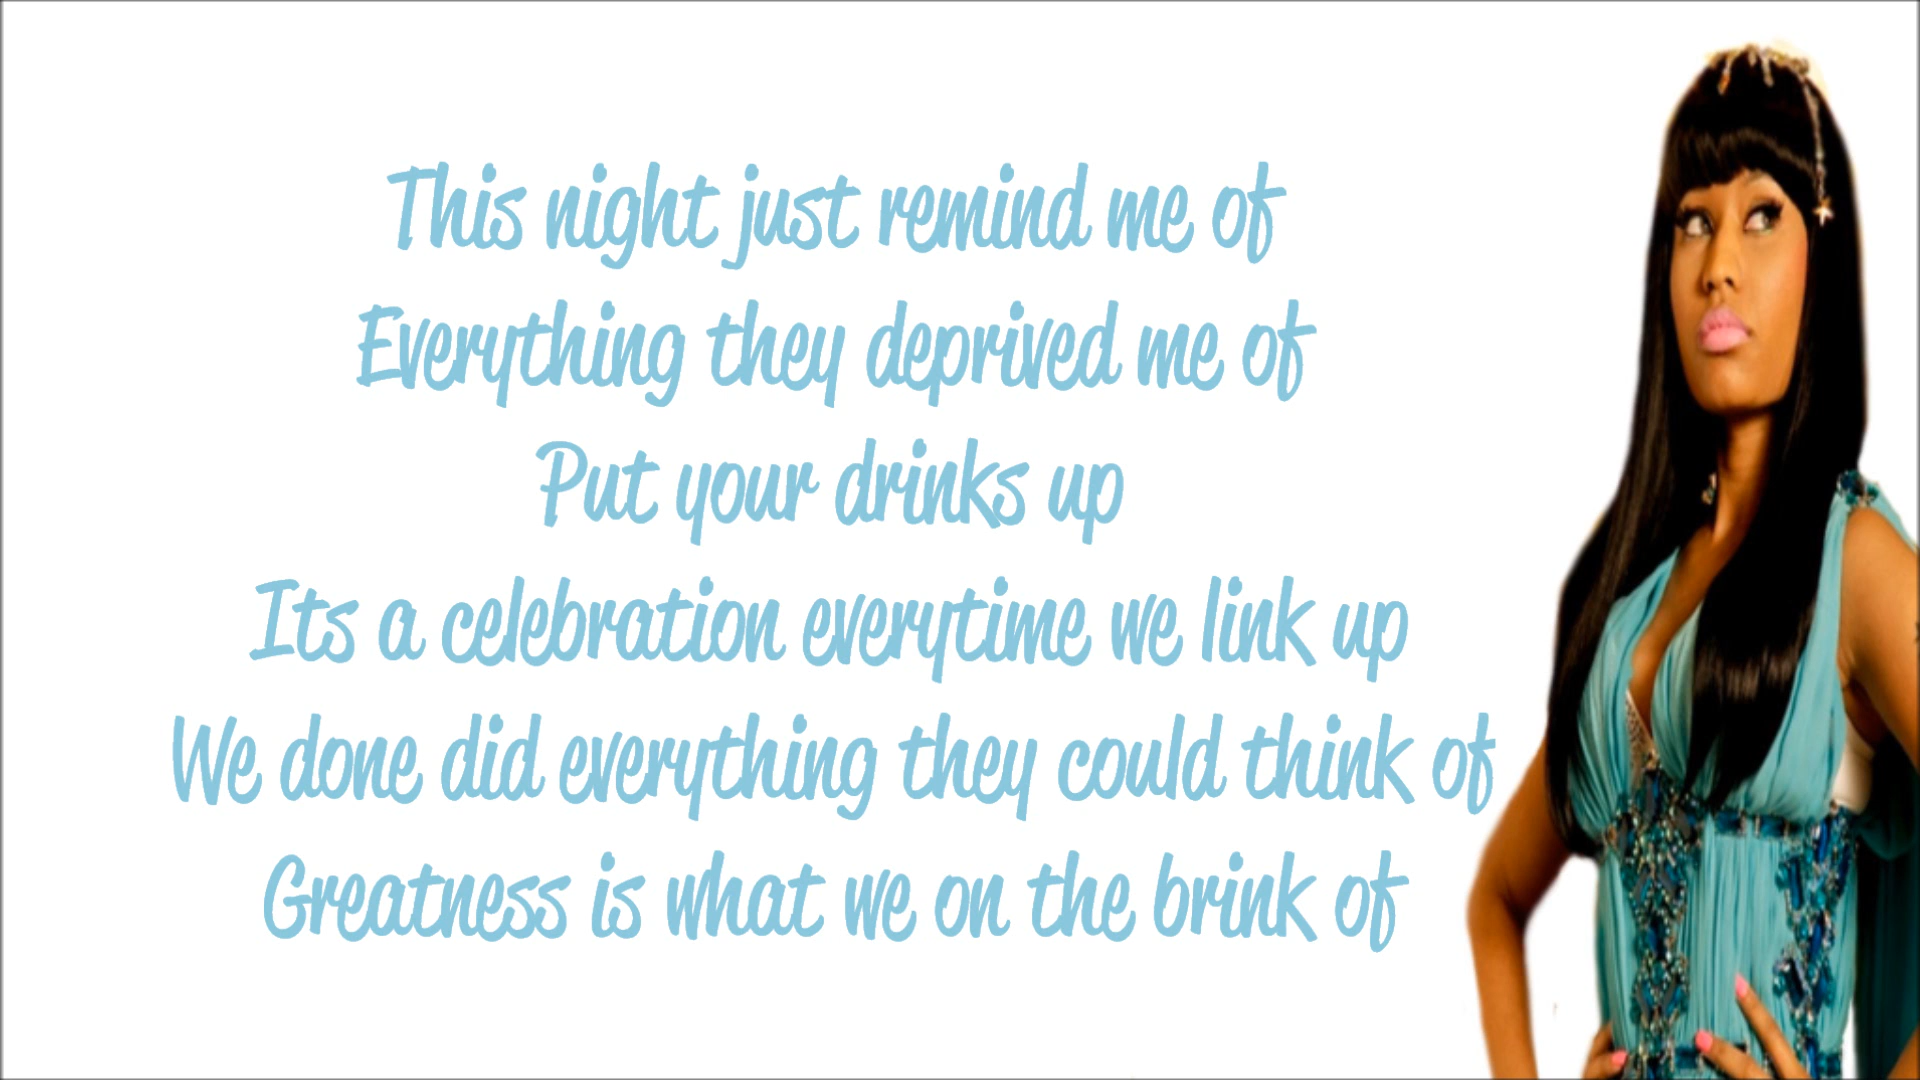 This night just remind me of
Everything they deprived me of
Put your drinks up
Its a celebration everytime we link up
We done did everything they could think of
Greatness is what we on the brink of